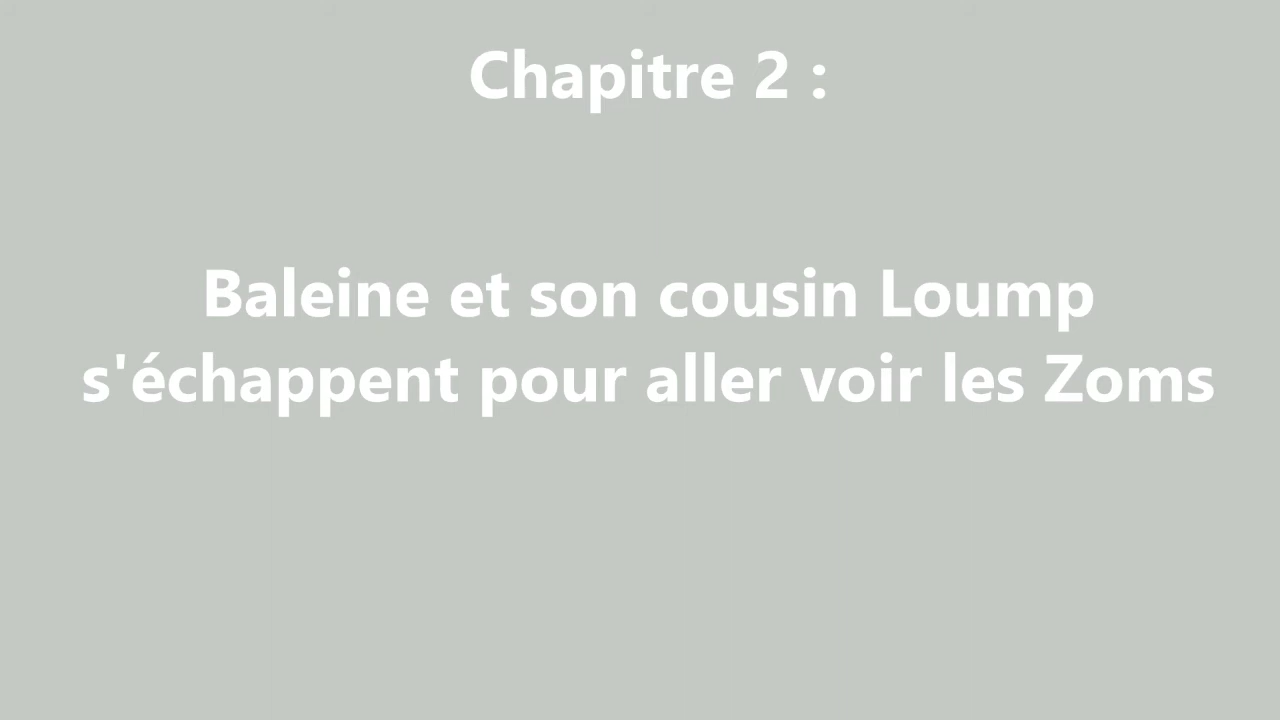 Chapitre 2 :
Baleine et son cousin Loump
s'échappent pour aller voir les Zoms